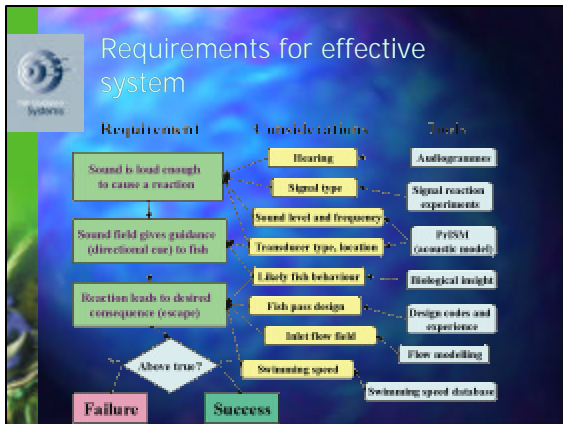 Requirements for effective
system
Systems
Requirement
Considerations
Tools
Sound is loud enough
to cause a reaction
Sound field gives guidance
(directional cue) to fish
Reaction leads to desired
consequence (escape)
Above true?
Failure
Success
Hearing
Signal type
Sound level and frequency
Transducer type, location
Likely fish behaviour
Fish pass design
Inlet flow field
Swimming speed
Audiogrammes
Signal reaction
experiments
PrISM
(acoustic model)
Biological insight
Design codes and
experience
Flow modelling
Swimming speed database